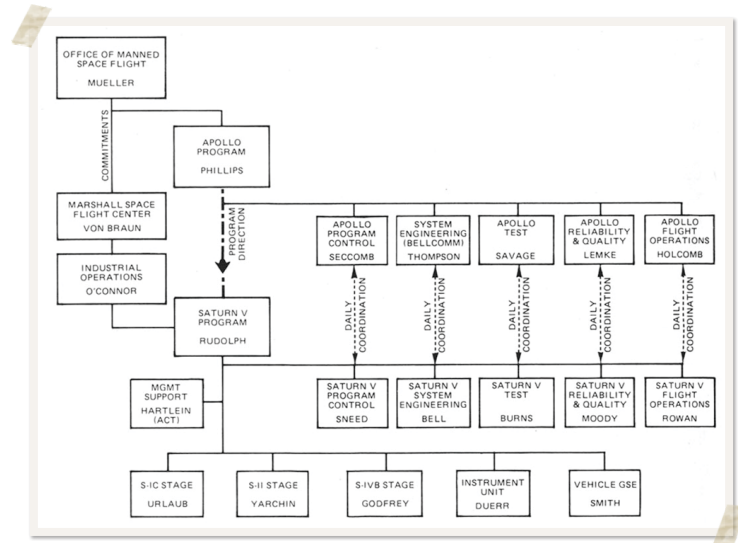 OFFICE OF MANNED
SPACE FLIGHT
MUELLER
COMMITMENTS
APOLLO
PROGRAM
PHILLIPS
MARSHALL SPACE
FLIGHT CENTER
VON BRAUN
PROGRAM
DIRECTION
INDUSTRIAL
OPERATIONS
O'CONNOR
APOLLO
PROGRAM
CONTROL
SECCOMB
SYSTEM
ENGINEERING
(BELLCOMM)
THOMPSON
APOLLO
TEST
SAVAGE
APOLLO
RELIABILITY
& QUALITY
LEMKE
APOLLO
FLIGHT
OPERATIONS
HOLCOMB
SATURN V
PROGRAM
RUDOLPH
DAILY
COORDINATION
DAILY
COORDINATION
DAILY
COORDINATION
DAILY
COORDINATION
DAILY
COORDINATION
MGMT
SUPPORT
HARTLEIN
(ACT)
SATURN V
PROGRAM
CONTROL
SNEED
SATURN V
SYSTEM
ENGINEERING
BELL
SATURN V
TEST
BURNS
SATURN V
RELIABILITY
& QUALITY
MOODY
SATURN V
FLIGHT
OPERATIONS
ROWAN
S-IC STAGE
URLAUB
S-II STAGE
YARCHIN
S-IVB STAGE
GODFREY
INSTRUMENT
UNIT
DUERR
VEHICLE GSE
SMITH